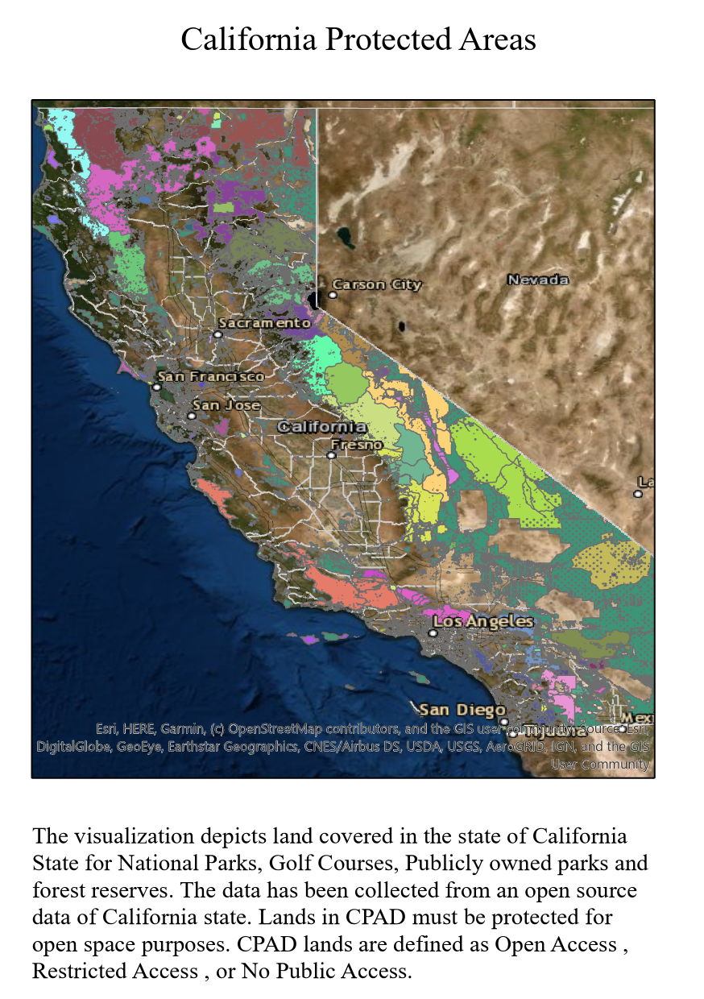 California Protected Areas
Carson City
Nevada
Sacramento
San Francisco
San Jose
California
Fresno
La
Los Angeles
San Diego
Mexi
Tijuana
Esri, HERE, Garmin, (c) OpenStreetMap contributors, and the GIS user community, Source: Esri,
DigitalGlobe, GeoEye, Earthstar Geographics, CNES/Airbus DS, USDA, USGS, AeroGRID, IGN, and the GIS
User Community
The visualization depicts land covered in the state of California
State for National Parks, Golf Courses, Publicly owned parks and
forest reserves. The data has been collected from an open source
data of California state. Lands in CPAD must be protected for
open space purposes. CPAD lands are defined as Open Access ,
Restricted Access , or No Public Access.